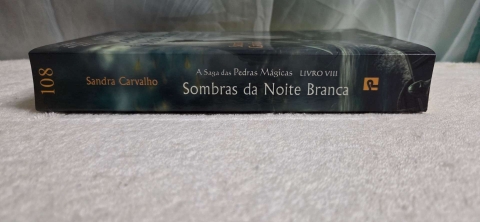 108
Sandra Carvalho
A Saga das Pedras Mágicas LIVRO VIII
Sombras da Noite Branca